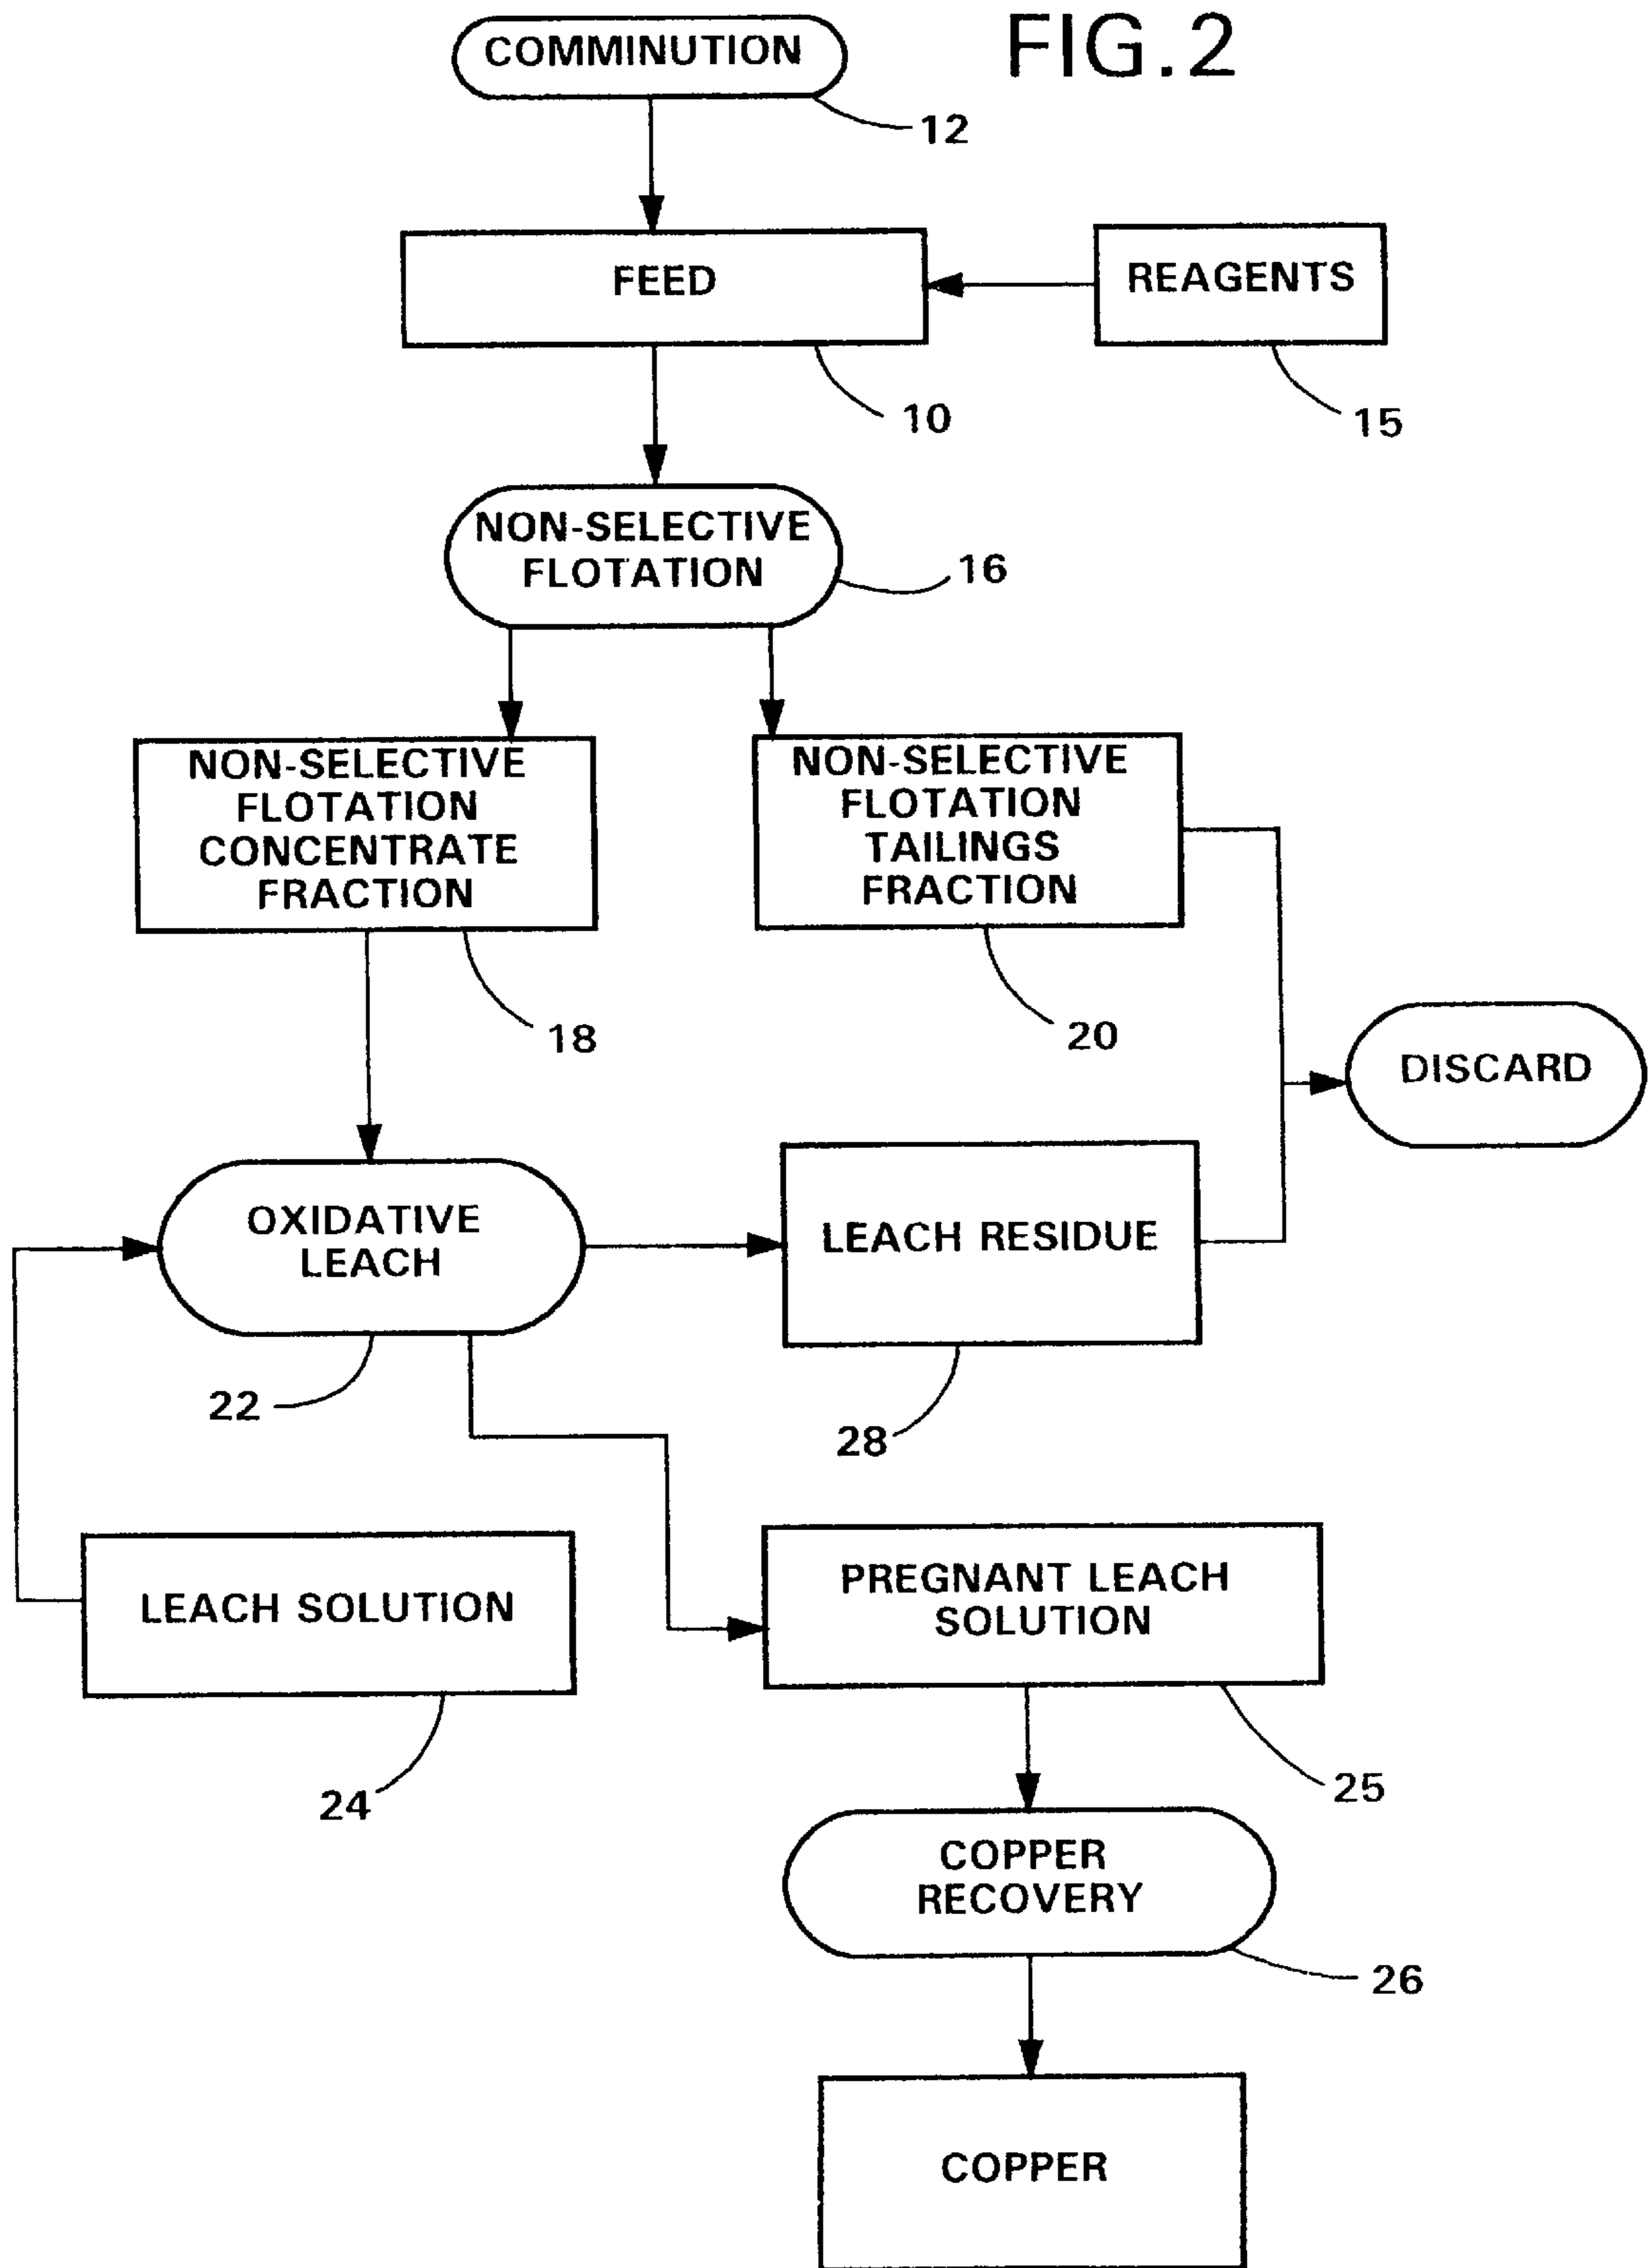 FIG.2
COMMINUTION
12
FEED
REAGENTS
10
15
NON-SELECTIVE
FLOTATION
16
NON-SELECTIVE
FLOTATION
CONCENTRATE
FRACTION
NON-SELECTIVE
FLOTATION
TAILINGS
FRACTION
18
20
DISCARD
OXIDATIVE
LEACH
LEACH RESIDUE
22
28
LEACH SOLUTION
PREGNANT LEACH
SOLUTION
24
25
COPPER
RECOVERY
26
COPPER